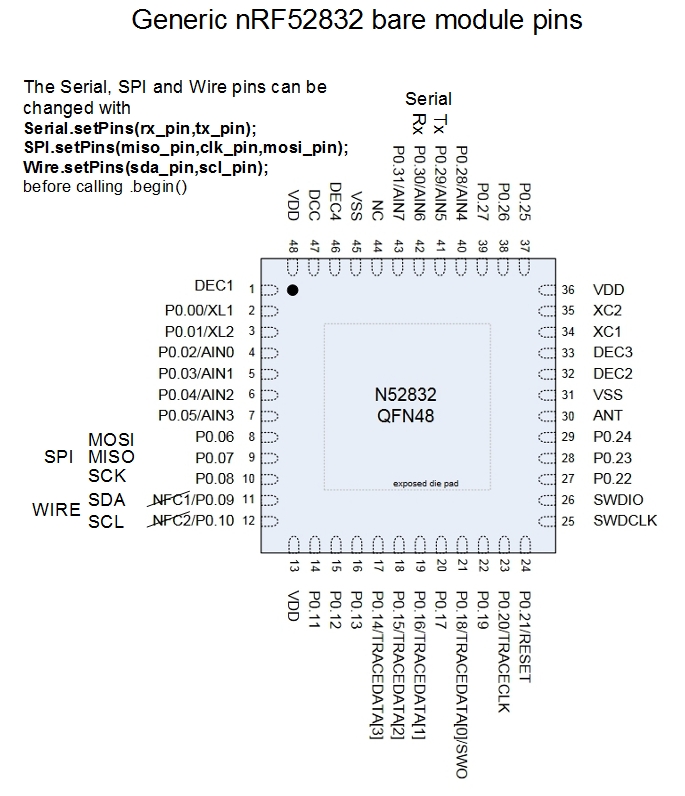 Generic nRF52832 bare module pins
The Serial, SPI and Wire pins can be
changed with
Serial.setPins(rx_pin,tx_pin);
SPI.setPins(miso_pin,clk_pin,mosi_pin);
Wire.setPins(sda_pin,scl_pin);
before calling .begin()
Serial
Rx
Tx
VDD
DCC
DEC4
VSS
NC
P0.31/AIN7
P0.30/AIN6
P0.29/AIN5
P0.28/AIN4
P0.27
P0.26
P0.25
48
47
46
45
44
43
42
41
40
39
38
37
DEC1 1
P0.00/XL1 2
P0.01/XL2 3
P0.02/AIN0 4
P0.03/AIN1 5
P0.04/AIN2 6
P0.05/AIN3 7
SPI
MOSI P0.06 8
MISO P0.07 9
SCK P0.08 10
WIRE
SDA NFC1/P0.09 11
SCL NFC2/P0.10 12
N52832
QFN48
exposed die pad
36 VDD
35 XC2
34 XC1
33 DEC3
32 DEC2
31 VSS
30 ANT
29 P0.24
28 P0.23
27 P0.22
26 SWDIO
25 SWDCLK
13
14
15
16
17
18
19
20
21
22
23
24
VDD
P0.11
P0.12
P0.13
P0.14/TRACEDATA[3]
P0.15/TRACEDATA[2]
P0.16/TRACEDATA[1]
P0.17
P0.18/TRACEDATA[0]/SWO
P0.19
P0.20/TRACECLK
P0.21/RESET